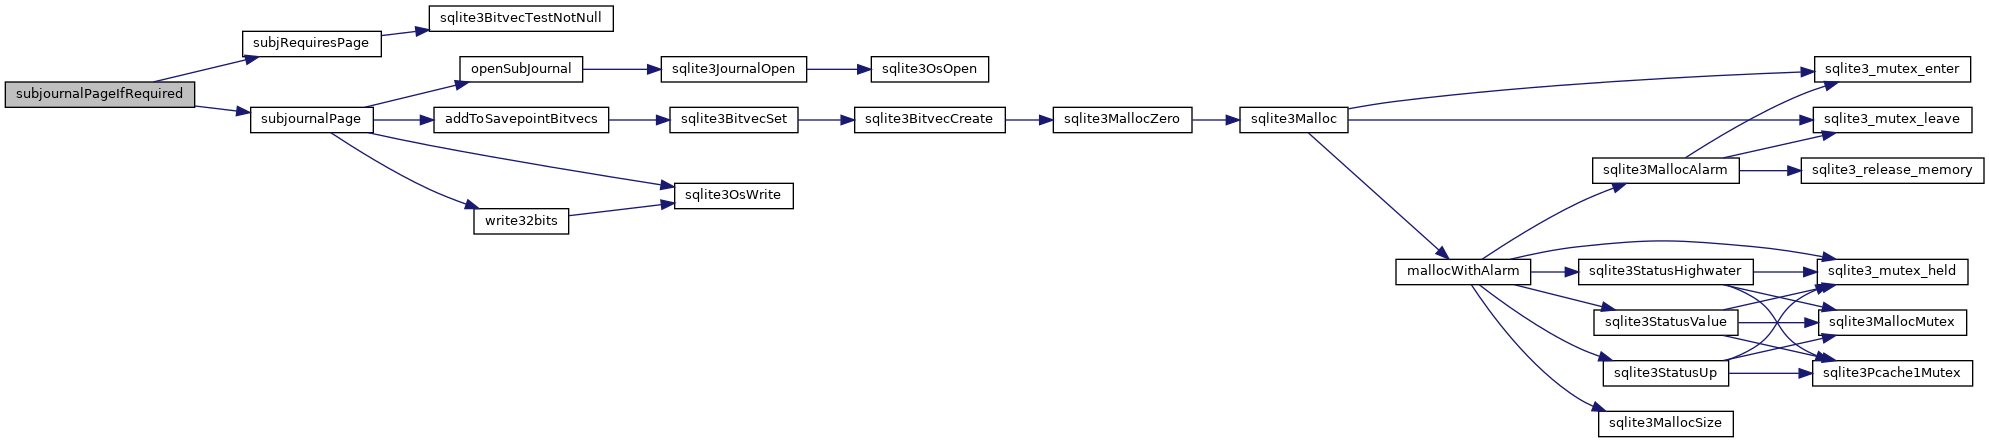 sqlite3BitvecTestNotNull
subjRequiresPage
openSubJournal
sqlite3JournalOpen
sqlite3OsOpen
sqlite3_mutex_enter
subjournalPageIfRequired
subjournalPage
addToSavepointBitvecs
sqlite3BitvecSet
sqlite3BitvecCreate
sqlite3MallocZero
sqlite3Malloc
sqlite3_mutex_leave
sqlite3MallocAlarm
sqlite3_release_memory
sqlite3OsWrite
write32bits
mallocWithAlarm
sqlite3StatusHighwater
sqlite3_mutex_held
sqlite3StatusValue
sqlite3MallocMutex
sqlite3StatusUp
sqlite3Pcache1Mutex
sqlite3MallocSize